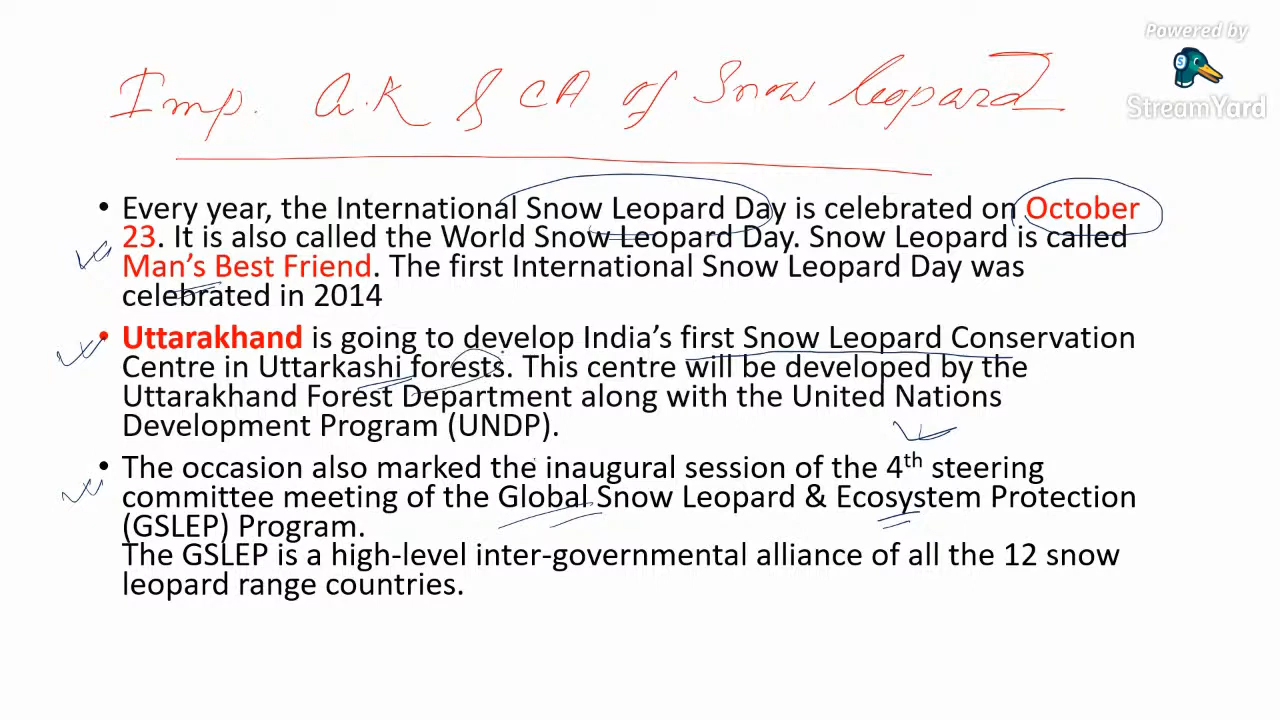 Powered by
StreamYard
Imp. a.k & CA of Snow leopard
• Every year, the International Snow Leopard Day is celebrated on October
23. It is also called the World Snow Leopard Day. Snow Leopard is called
Man's Best Friend. The first International Snow Leopard Day was
celebrated in 2014
• Uttarakhand is going to develop India's first Snow Leopard Conservation
Centre in Uttarkashi forests. This centre will be developed by the
Uttarakhand Forest Department along with the United Nations
Development Program (UNDP).
• The occasion also marked the inaugural session of the 4th steering
committee meeting of the Global Snow Leopard & Ecosystem Protection
(GSLEP) Program.
The GSLEP is a high-level inter-governmental alliance of all the 12 snow
leopard range countries.